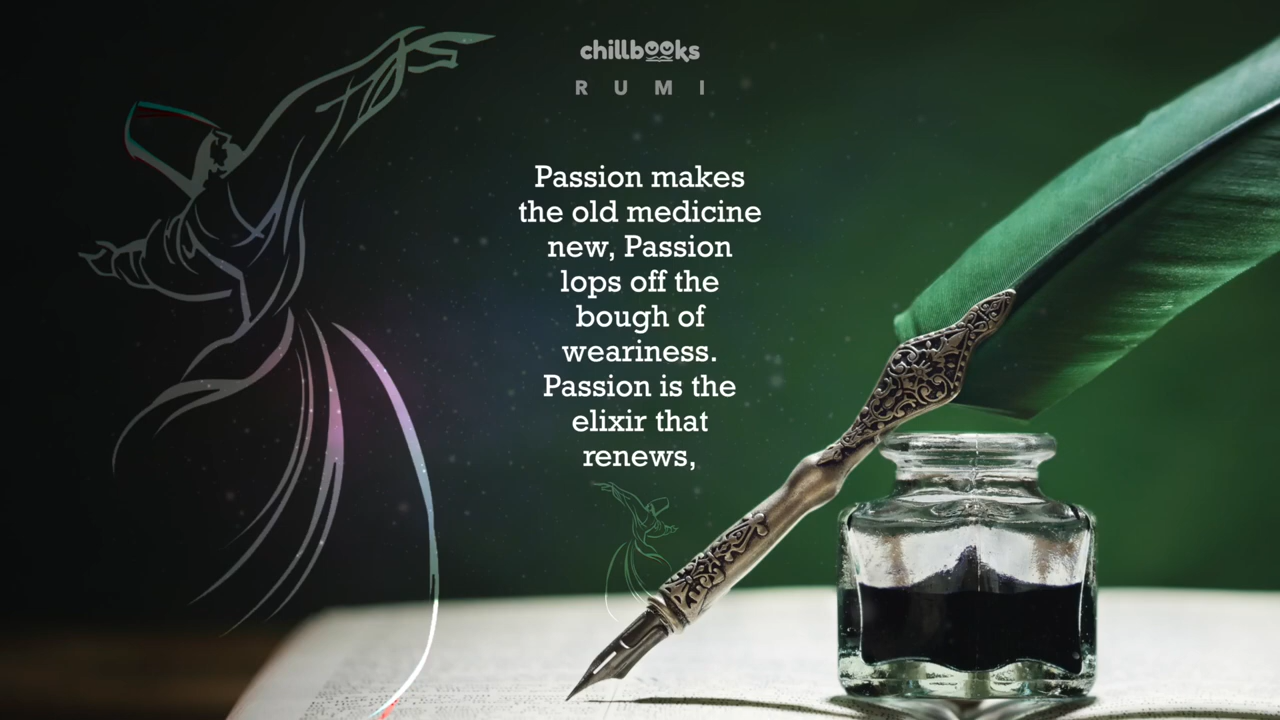 chillbooks
RUMI
Passion makes
the old medicine
new, Passion
lops off the
bough of
weariness.
Passion is the
elixir that
renews,